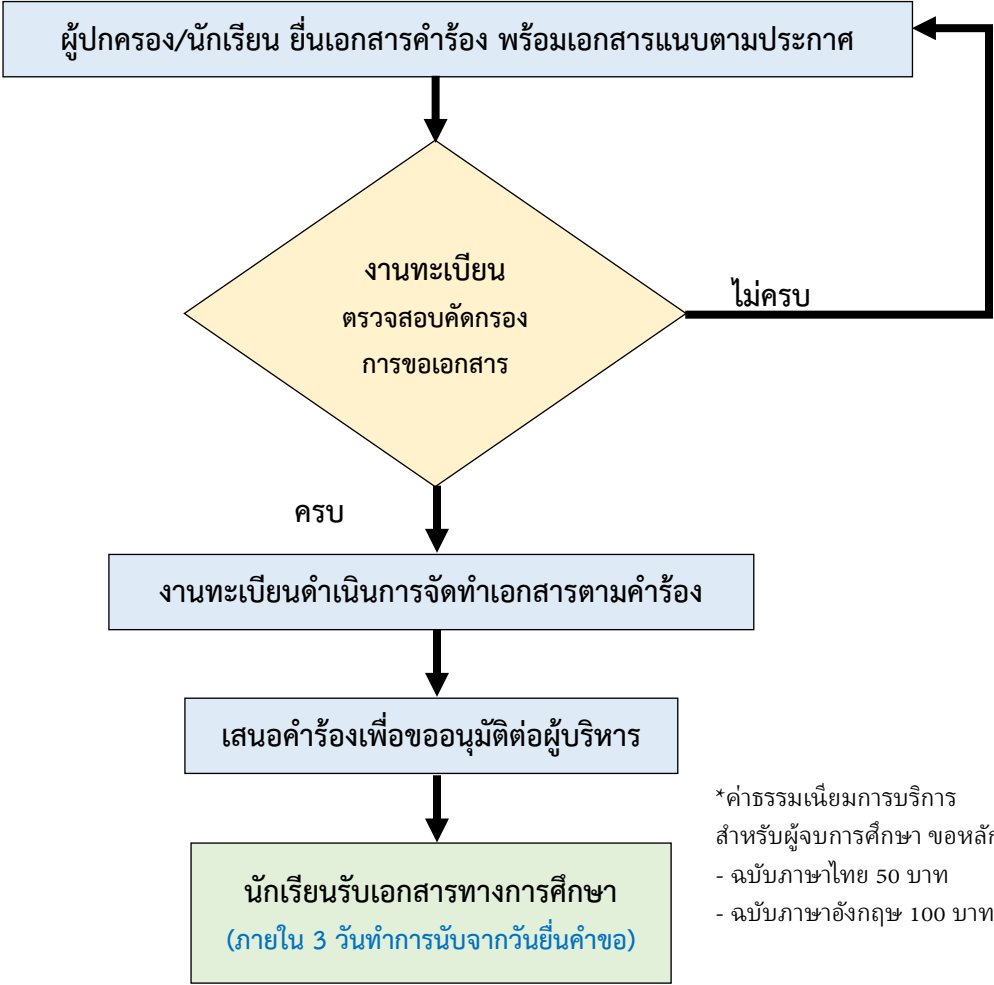 ผู้ปกครอง/นักเรียน ยื่นเอกสารคำร้อง พร้อมเอกสารแนบตามประกาศ
งานทะเบียน
ตรวจสอบคัดกรอง
การขอเอกสาร
ไม่ครบ
ครบ
งานทะเบียนดำเนินการจัดทำเอกสารตามคำร้อง
เสนอคำร้องเพื่อขออนุมัติต่อผู้บริหาร
นักเรียนรับเอกสารทางการศึกษา
(ภายใน 3 วันทำการนับจากวันยื่นคำขอ)
*ค่าธรรมเนียมการบริการ
สำหรับผู้จบการศึกษา ขอหลัก
- ฉบับภาษาไทย 50 บาท
- ฉบับภาษาอังกฤษ 100 บาท